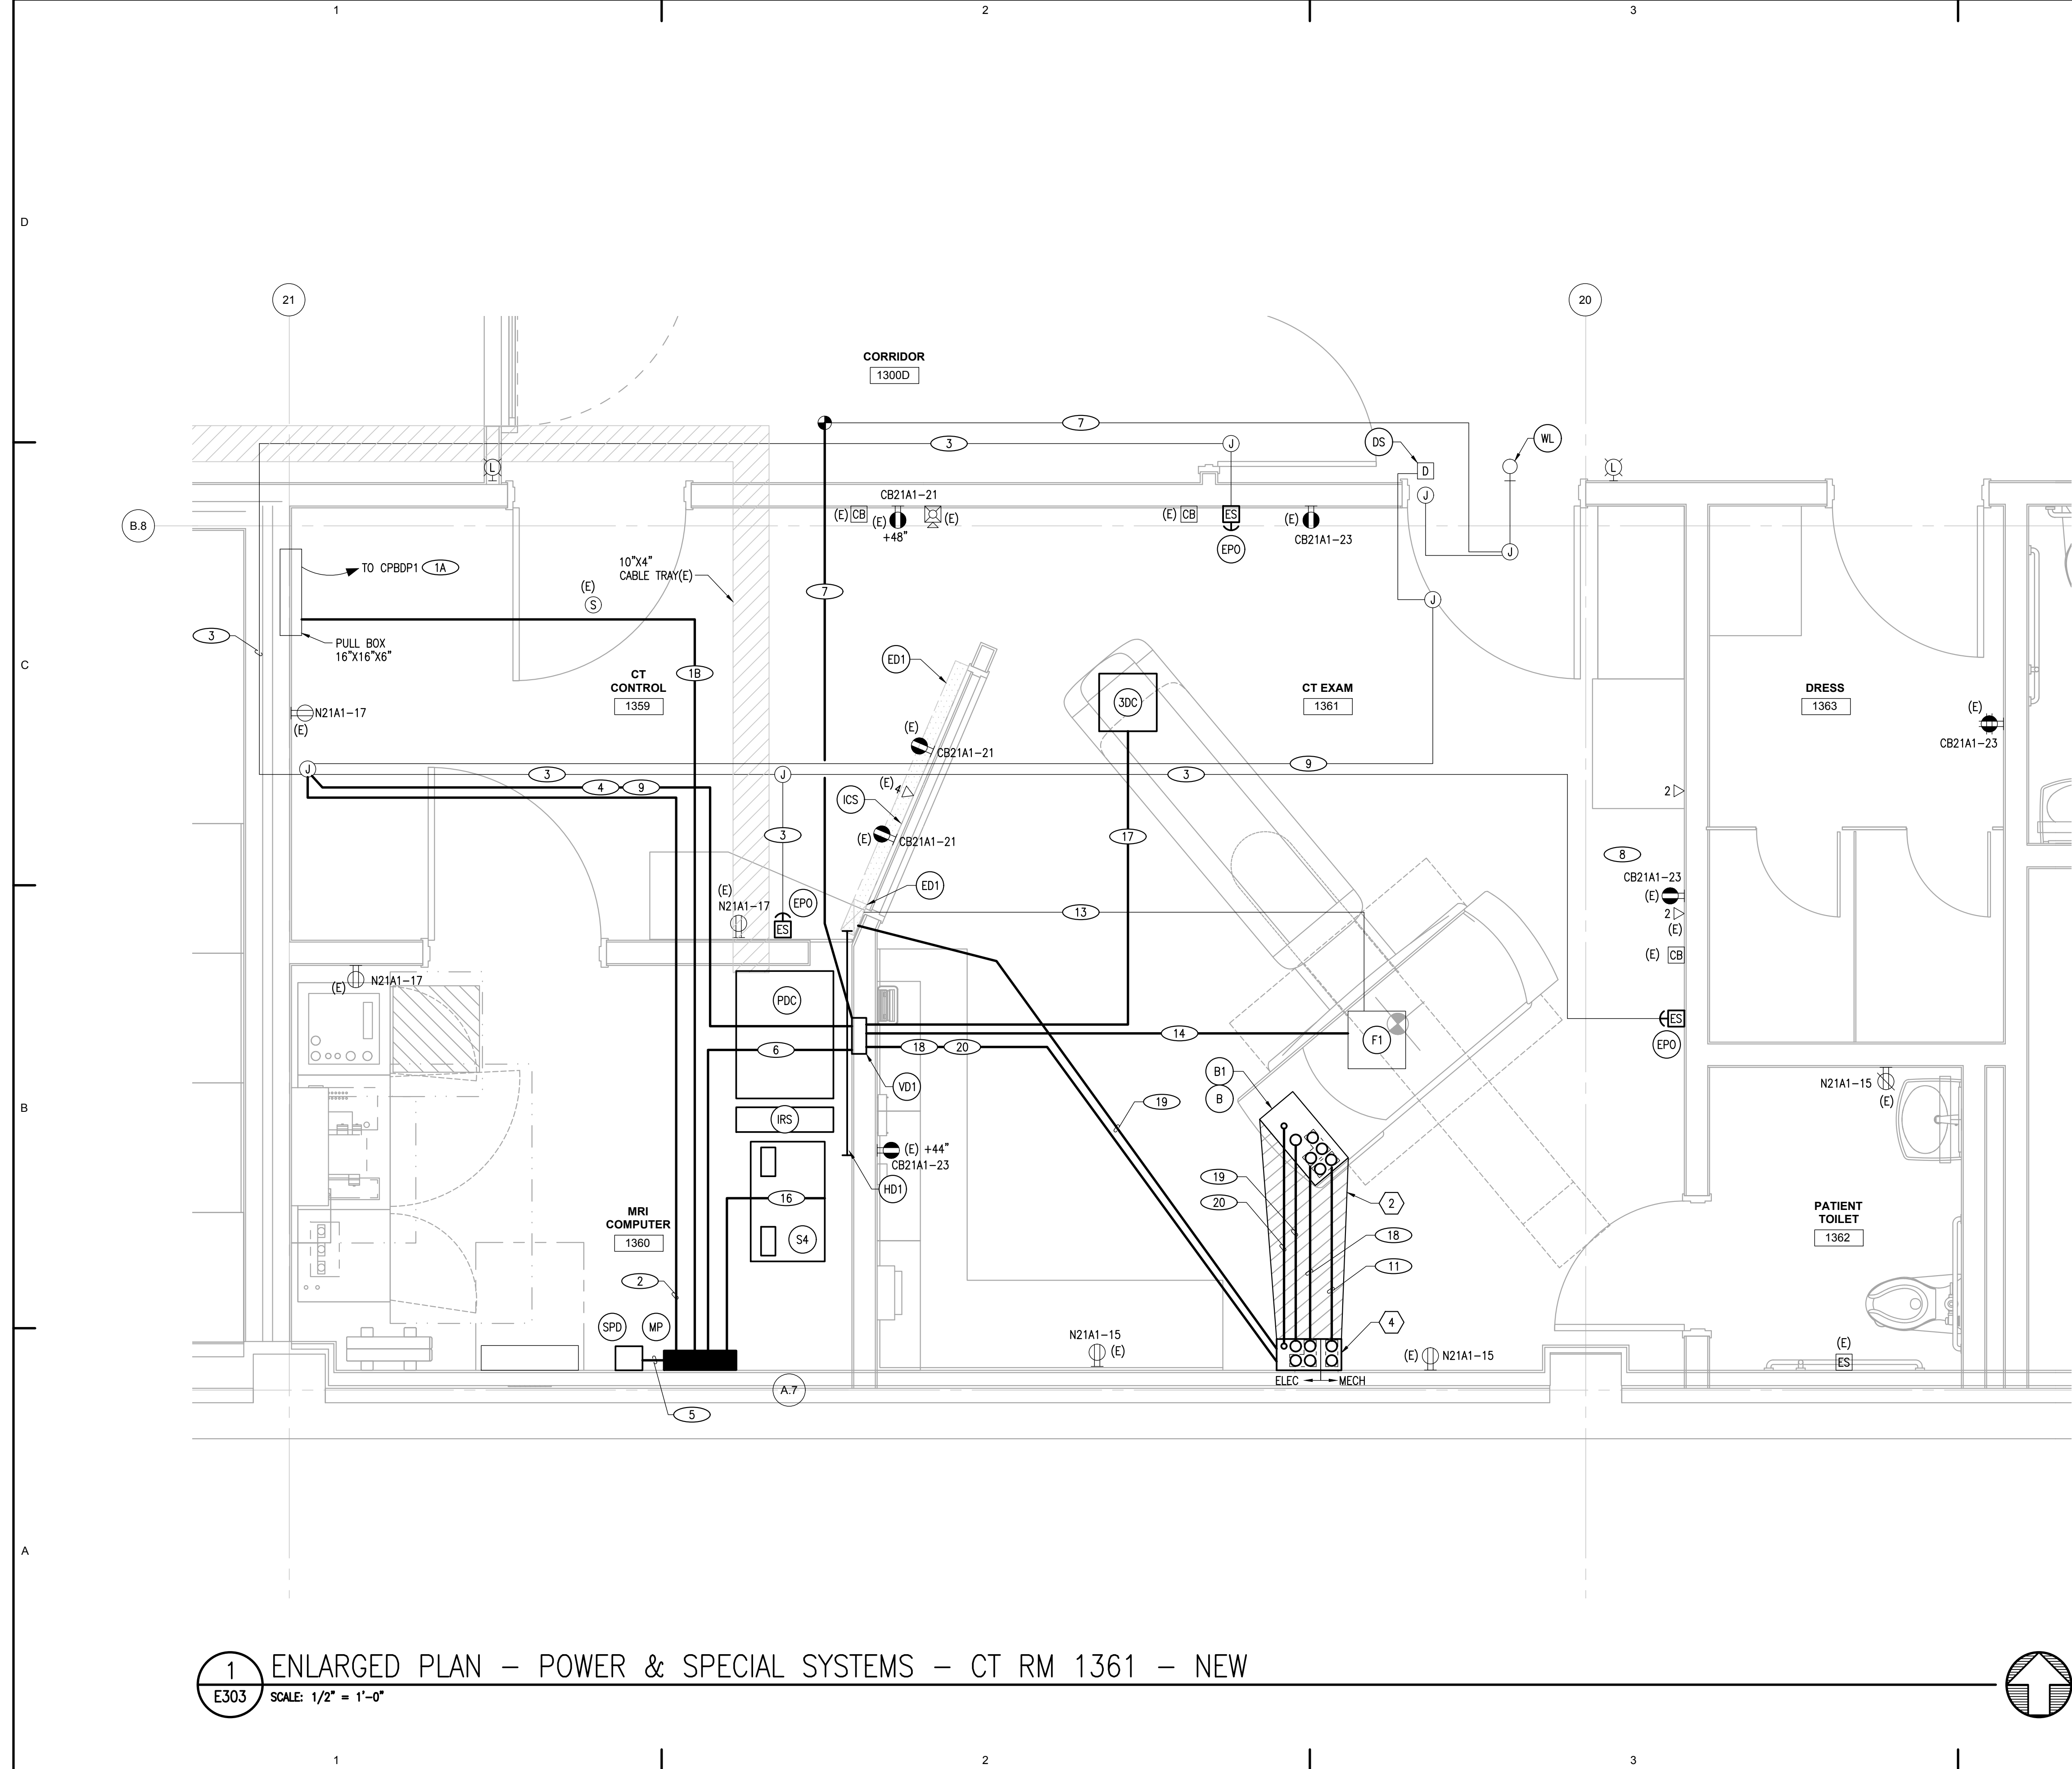 1
2
3
D
21
20
CORRIDOR
1300D
7
3
J
DS
WL
D
L
L
J
CB21A1-21
(E) CB
(E)
(E)
+48"
(E) CB
ES
EPO
(E)
CB21A1-23
J
B.8
TO CPBDP1 1A
10"X4"
CABLE TRAY(E)
(E)
S
7
J
3
PULL BOX
16"X16"X6"
C
CT
CONTROL
1359
1B
ED1
3DC
CT EXAM
1361
DRESS
1363
N21A1-17
(E)
(E)
CB21A1-21
(E)
CB21A1-23
J
3
J
3
9
4
9
(E) 4
ICS
2
3
(E)
CB21A1-21
17
8
CB21A1-23
(E)
ED1
(E)
N21A1-17
EPO
ES
13
2
(E)
(E) CB
N21A1-17
(E)
PDC
ES
EPO
6
18
20
14
F1
VD1
B1
B
N21A1-15
(E)
B
IRS
19
(E) +44"
CB21A1-23
HD1
19
20
2
16
MRI
COMPUTER
1360
S4
18
11
PATIENT
TOILET
1362
2
SPD
MP
4
N21A1-15
(E)
(E)
N21A1-15
(E)
ES
ELEC
MECH
A.7
5
A
1
E303
ENLARGED PLAN - POWER & SPECIAL SYSTEMS - CT RM 1361 - NEW
SCALE: 1/2" = 1'-0"
1
2
3